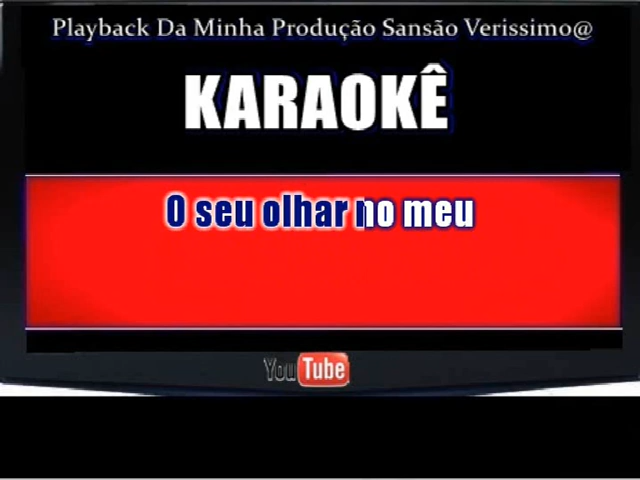 Playback Da Minha Produção Sansão Verissimo@
KARAOKÊ
O seu olhar no meu
YouTube